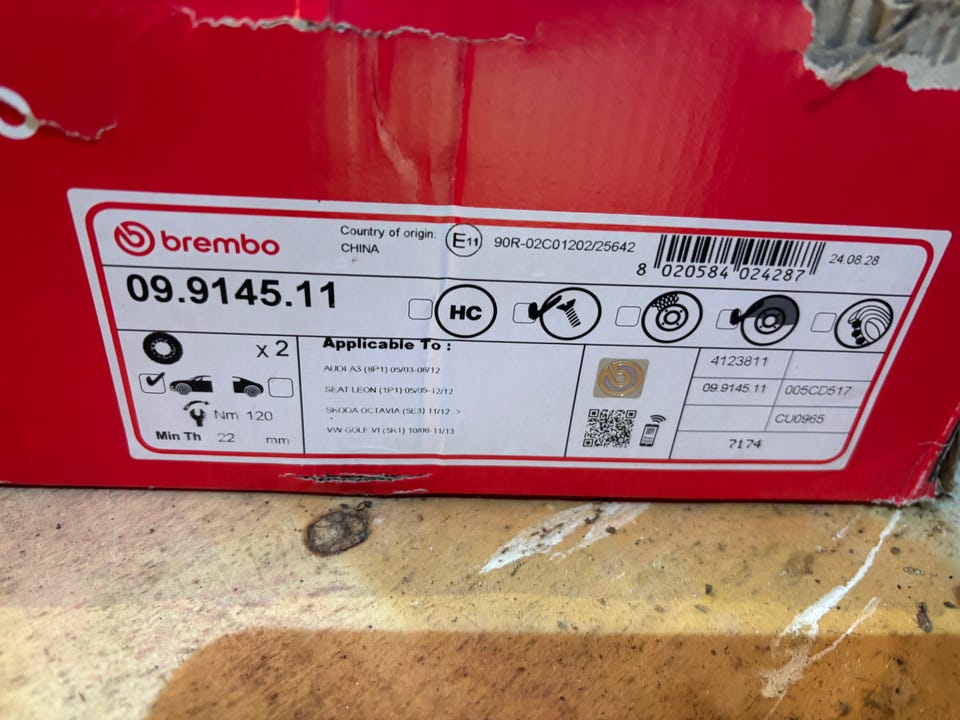 brembo
Country of origin:
CHINA
E11
90R-02C01202/25642
8 020584 024287
24.08.28
09.9145.11
HC
x 2
Nm 120
Min Th 22 mm
Applicable To :
AUDI A3 (8P1) 05/03-08/12
SEAT LEON (1P1) 05/05-12/12
SKODA OCTAVIA (5E3) 11/12 >
VW GOLF VI (5K1) 10/08-11/13
4123811
09.9145.11 005CD517
CU0965
7174